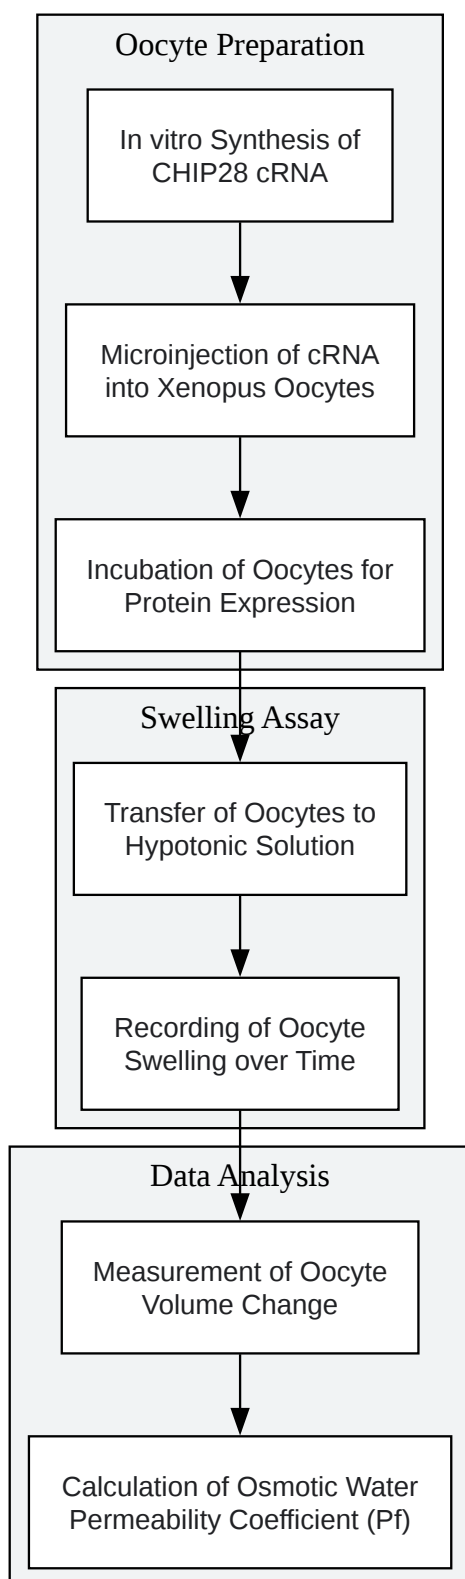 Oocyte Preparation
In vitro Synthesis of
CHIP28 cRNA
Microinjection of cRNA
into Xenopus Oocytes
Incubation of Oocytes for
Protein Expression
Swelling Assay
Transfer of Oocytes to
Hypotonic Solution
Recording of Oocyte
Swelling over Time
Data Analysis
Measurement of Oocyte
Volume Change
Calculation of Osmotic Water
Permeability Coefficient (Pf)